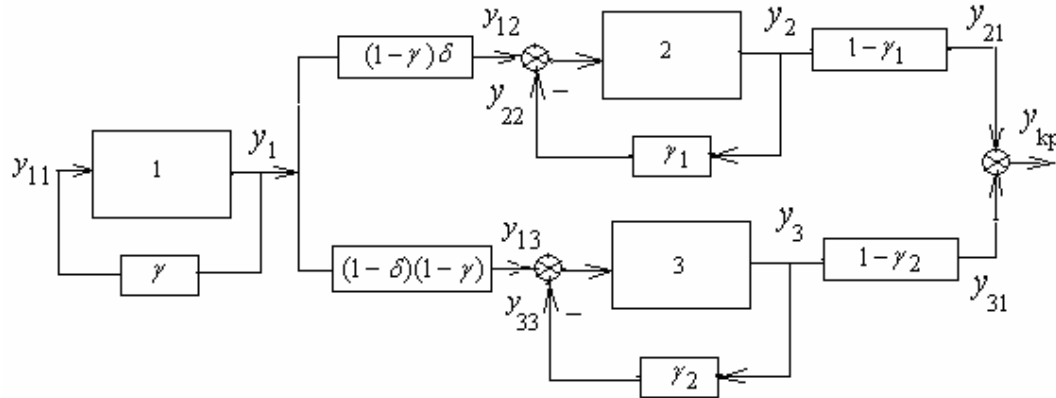 y₁₂
y₂
y₂₁
(1−γ)δ
2
1−γ₁
y₂₂
−
γ₁
y₁₁
1
y₁
γ
y_кр
y₁₃
y₃
(1−δ)(1−γ)
3
1−γ₂
y₃₃
−
y₃₁
γ₂